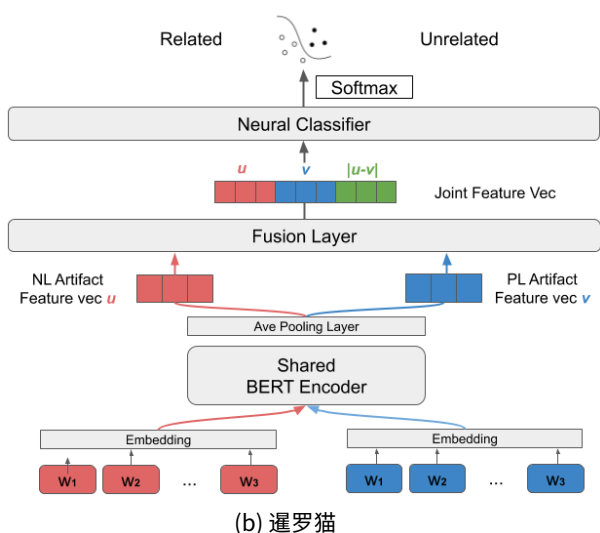 Related
Unrelated
Softmax
Neural Classifier
u
v
|u-v|
Joint Feature Vec
Fusion Layer
NL Artifact
Feature vec u
PL Artifact
Feature vec v
Ave Pooling Layer
Shared
BERT Encoder
Embedding
Embedding
W1
W2
...
W3
W1
W2
...
W3
(b) 暹罗猫